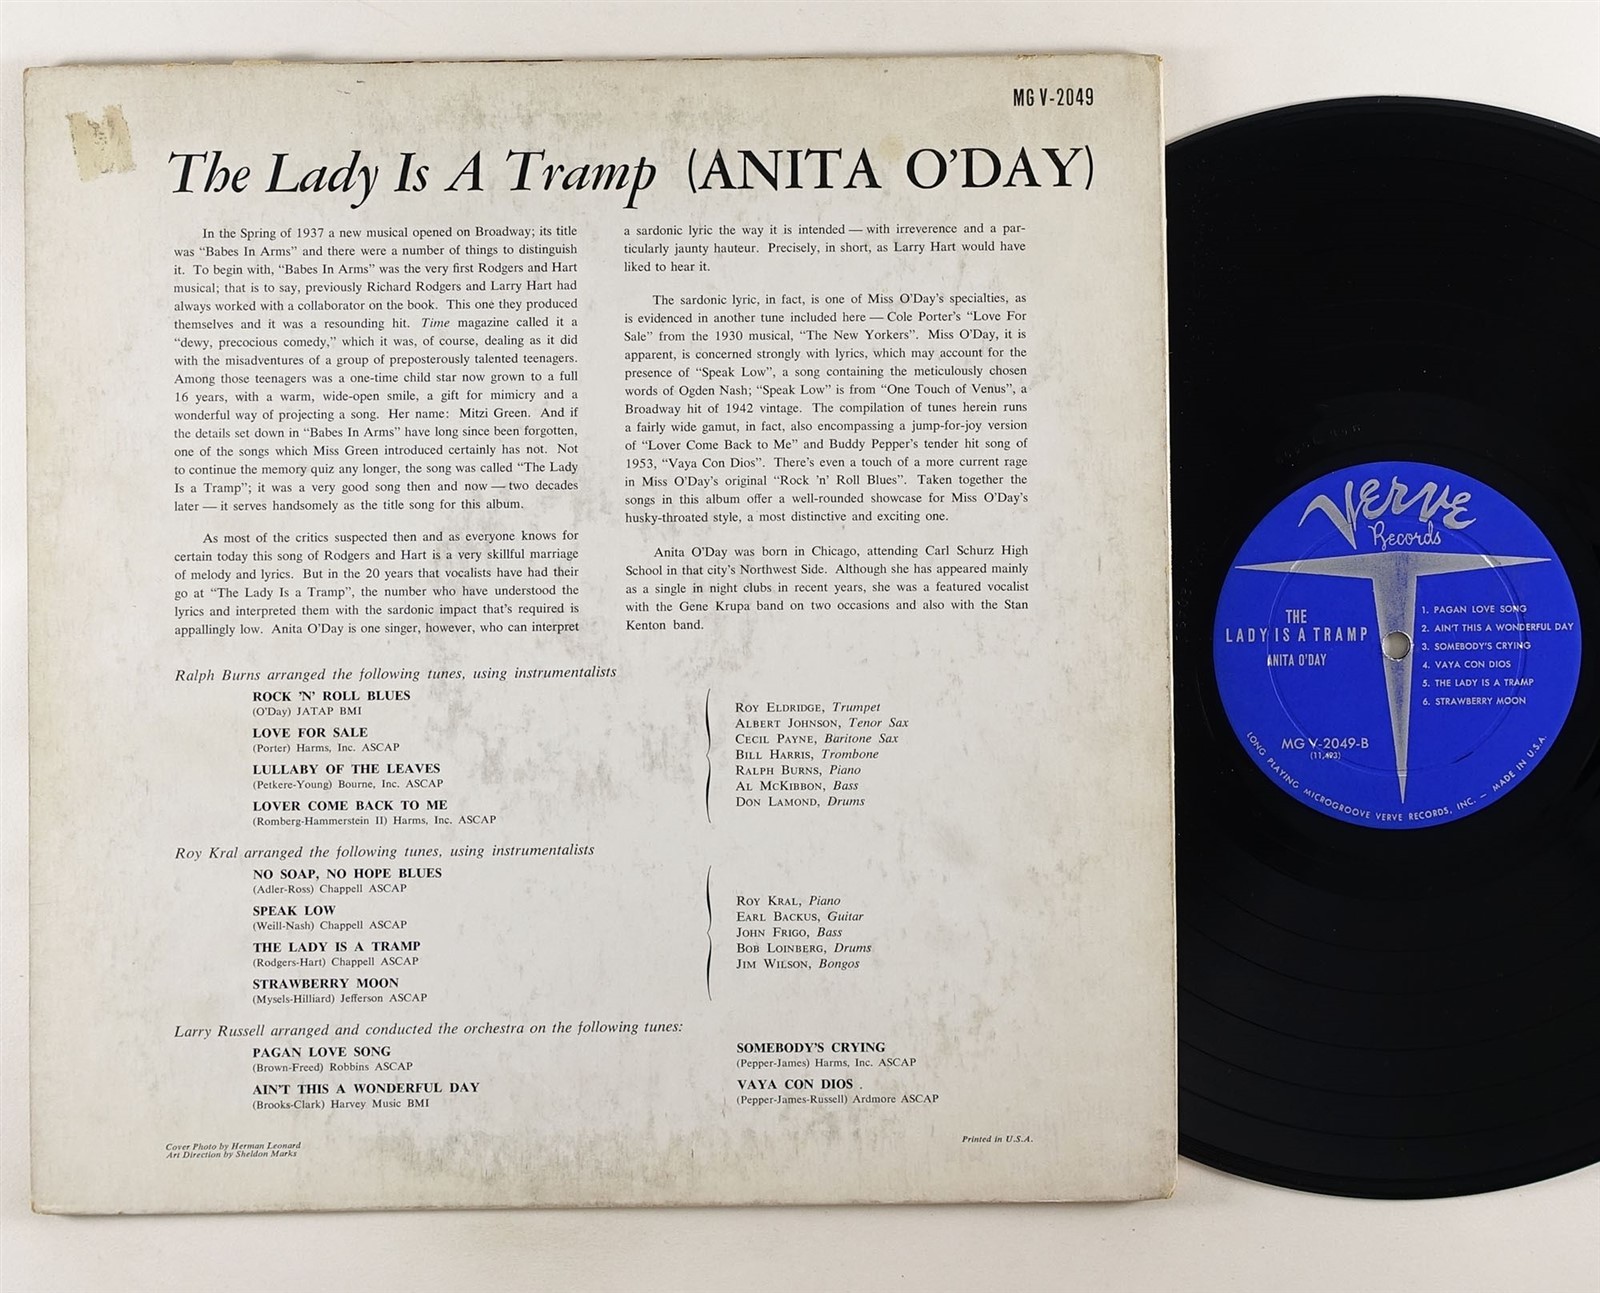 MG V-2049
The Lady Is A Tramp (ANITA O'DAY)
In the Spring of 1937 a new musical opened on Broadway; its title
was “Babes In Arms” and there were a number of things to distinguish
it. To begin with, “Babes In Arms” was the very first Rodgers and Hart
musical; that is to say, previously Richard Rodgers and Larry Hart had
always worked with a collaborator on the book. This one they produced
themselves and it was a resounding hit. Time magazine called it a
“dewy, precocious comedy,” which it was, of course, dealing as it did
with the misadventures of a group of preposterously talented teenagers.
Among those teenagers was a one-time child star now grown to a full
16 years, with a warm, wide-open smile, a gift for mimicry and a
wonderful way of projecting a song. Her name: Mitzi Green. And if
the details set down in “Babes In Arms” have long since been forgotten,
one of the songs which Miss Green introduced certainly has not. Not
to continue the memory quiz any longer, the song was called “The Lady
Is a Tramp”; it was a very good song then and now — two decades
later — it serves handsomely as the title song for this album.
As most of the critics suspected then and as everyone knows for
certain today this song of Rodgers and Hart is a very skillful marriage
of melody and lyrics. But in the 20 years that vocalists have had their
go at “The Lady Is a Tramp”, the number who have understood the
lyrics and interpreted them with the sardonic impact that's required is
appallingly low. Anita O'Day is one singer, however, who can interpret
a sardonic lyric the way it is intended — with irreverence and a par-
ticularly jaunty hauteur. Precisely, in short, as Larry Hart would have
liked to hear it.
The sardonic lyric, in fact, is one of Miss O'Day's specialties, as
is evidenced in another tune included here — Cole Porter's “Love For
Sale” from the 1930 musical, “The New Yorkers”. Miss O'Day, it is
apparent, is concerned strongly with lyrics, which may account for the
presence of “Speak Low”, a song containing the meticulously chosen
words of Ogden Nash; “Speak Low” is from “One Touch of Venus”, a
Broadway hit of 1942 vintage. The compilation of tunes herein runs
a fairly wide gamut, in fact, also encompassing a jump-for-joy version
of “Lover Come Back to Me” and Buddy Pepper's tender hit song of
1953, “Vaya Con Dios”. There's even a touch of a more current rage
in Miss O'Day's original “Rock 'n' Roll Blues”. Taken together the
songs in this album offer a well-rounded showcase for Miss O'Day's
husky-throated style, a most distinctive and exciting one.
Anita O'Day was born in Chicago, attending Carl Schurz High
School in that city's Northwest Side. Although she has appeared mainly
as a single in night clubs in recent years, she was a featured vocalist
with the Gene Krupa band on two occasions and also with the Stan
Kenton band.
Ralph Burns arranged the following tunes, using instrumentalists
ROCK 'N' ROLL BLUES
(O'Day) JATAP BMI
LOVE FOR SALE
(Porter) Harms, Inc. ASCAP
LULLABY OF THE LEAVES
(Petkere-Young) Bourne, Inc. ASCAP
LOVER COME BACK TO ME
(Romberg-Hammerstein II) Harms, Inc. ASCAP
ROY ELDRIDGE, Trumpet
ALBERT JOHNSON, Tenor Sax
CECIL PAYNE, Baritone Sax
BILL HARRIS, Trombone
RALPH BURNS, Piano
AL MCKIBBON, Bass
DON LAMOND, Drums
Roy Kral arranged the following tunes, using instrumentalists
NO SOAP, NO HOPE BLUES
(Adler-Ross) Chappell ASCAP
SPEAK LOW
(Weill-Nash) Chappell ASCAP
THE LADY IS A TRAMP
(Rodgers-Hart) Chappell ASCAP
STRAWBERRY MOON
(Mysels-Hilliard) Jefferson ASCAP
ROY KRAL, Piano
EARL BACKUS, Guitar
JOHN FRIGO, Bass
BOB LOINBERG, Drums
JIM WILSON, Bongos
Larry Russell arranged and conducted the orchestra on the following tunes:
PAGAN LOVE SONG
(Brown-Freed) Robbins ASCAP
AIN'T THIS A WONDERFUL DAY
(Brooks-Clark) Harvey Music BMI
SOMEBODY'S CRYING
(Pepper-James) Harms, Inc. ASCAP
VAYA CON DIOS .
(Pepper-James-Russell) Ardmore ASCAP
Cover Photo by Herman Leonard
Art Direction by Sheldon Marks
Printed in U.S.A.
VERVE
Records
THE
LADY IS A TRAMP
ANITA O'DAY
1. PAGAN LOVE SONG
2. AIN'T THIS A WONDERFUL DAY
3. SOMEBODY'S CRYING
4. VAYA CON DIOS
5. THE LADY IS A TRAMP
6. STRAWBERRY MOON
MG V-2049-B
(11,493)
LONG PLAYING MICROGROOVE VERVE RECORDS, INC. — MADE IN U.S.A.